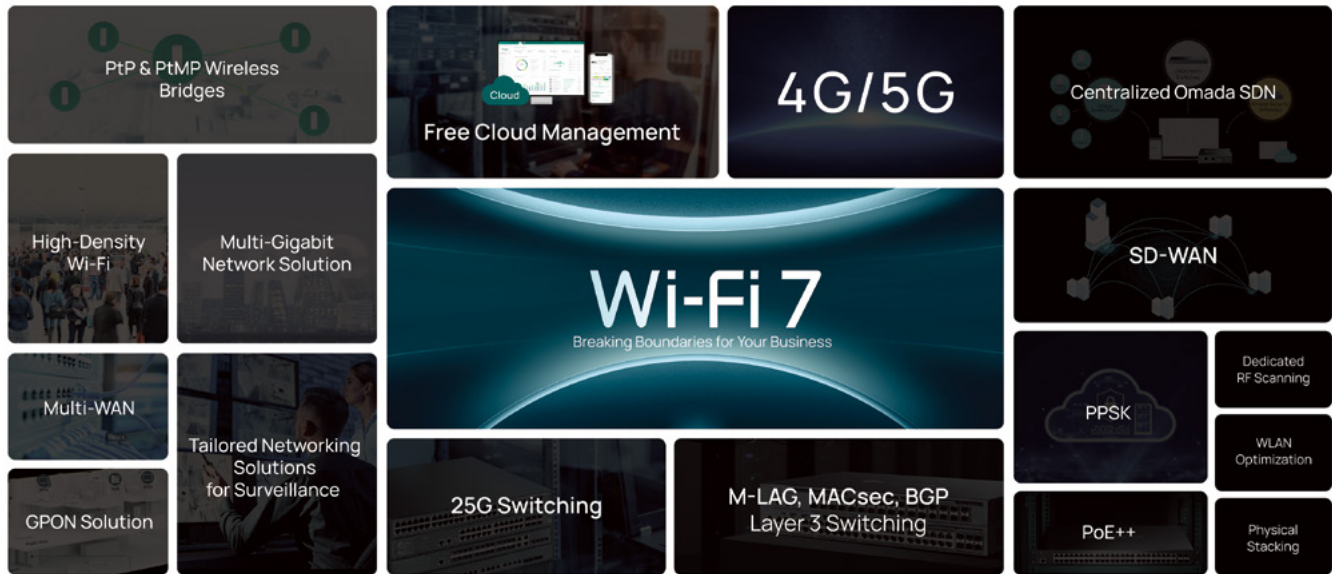 PtP & PtMP Wireless
Bridges
Cloud
Free Cloud Management
4G/5G
Centralized Omada SDN
High-Density
Wi-Fi
Multi-Gigabit
Network Solution
Wi-Fi 7
Breaking Boundaries for Your Business
SD-WAN
Multi-WAN
Tailored Networking
Solutions
for Surveillance
GPON Solution
25G Switching
M-LAG, MACsec, BGP
Layer 3 Switching
PPSK
Dedicated
RF Scanning
WLAN
Optimization
PoE++
Physical
Stacking